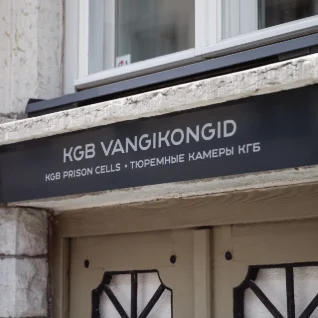 KGB VANGIKONGID
KGB PRISON CELLS • ТЮРЕМНЫЕ КАМЕРЫ КГБ